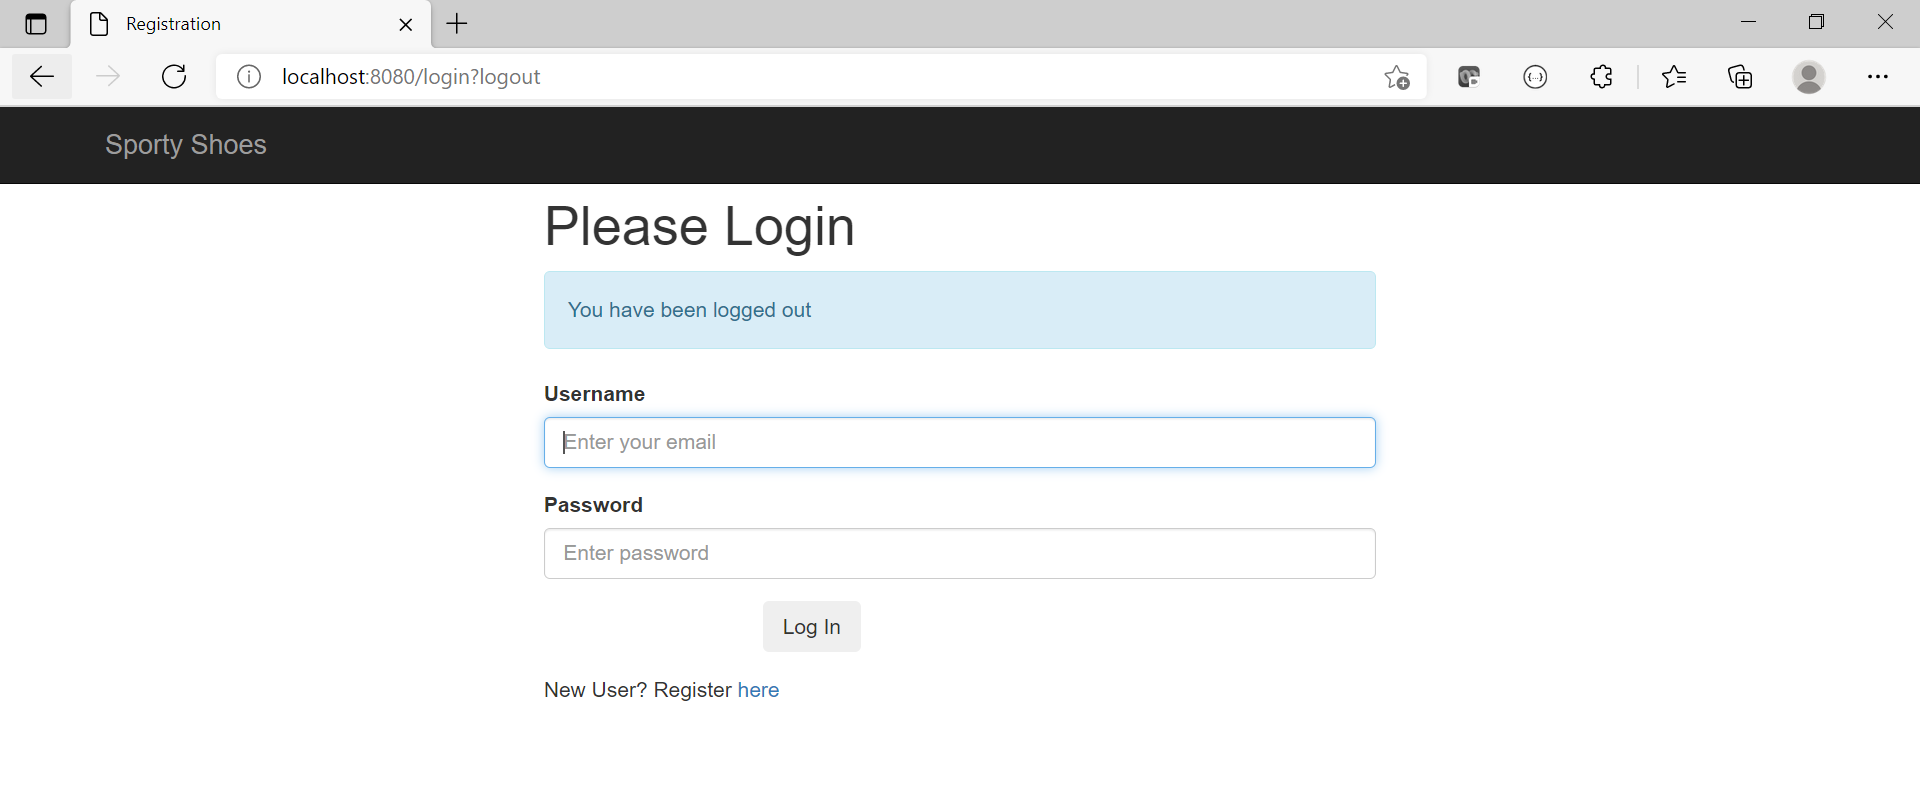 Registration
localhost:8080/login?logout
Sporty Shoes
Please Login
You have been logged out
Username
Enter your email
Password
Enter password
Log In
New User? Register here